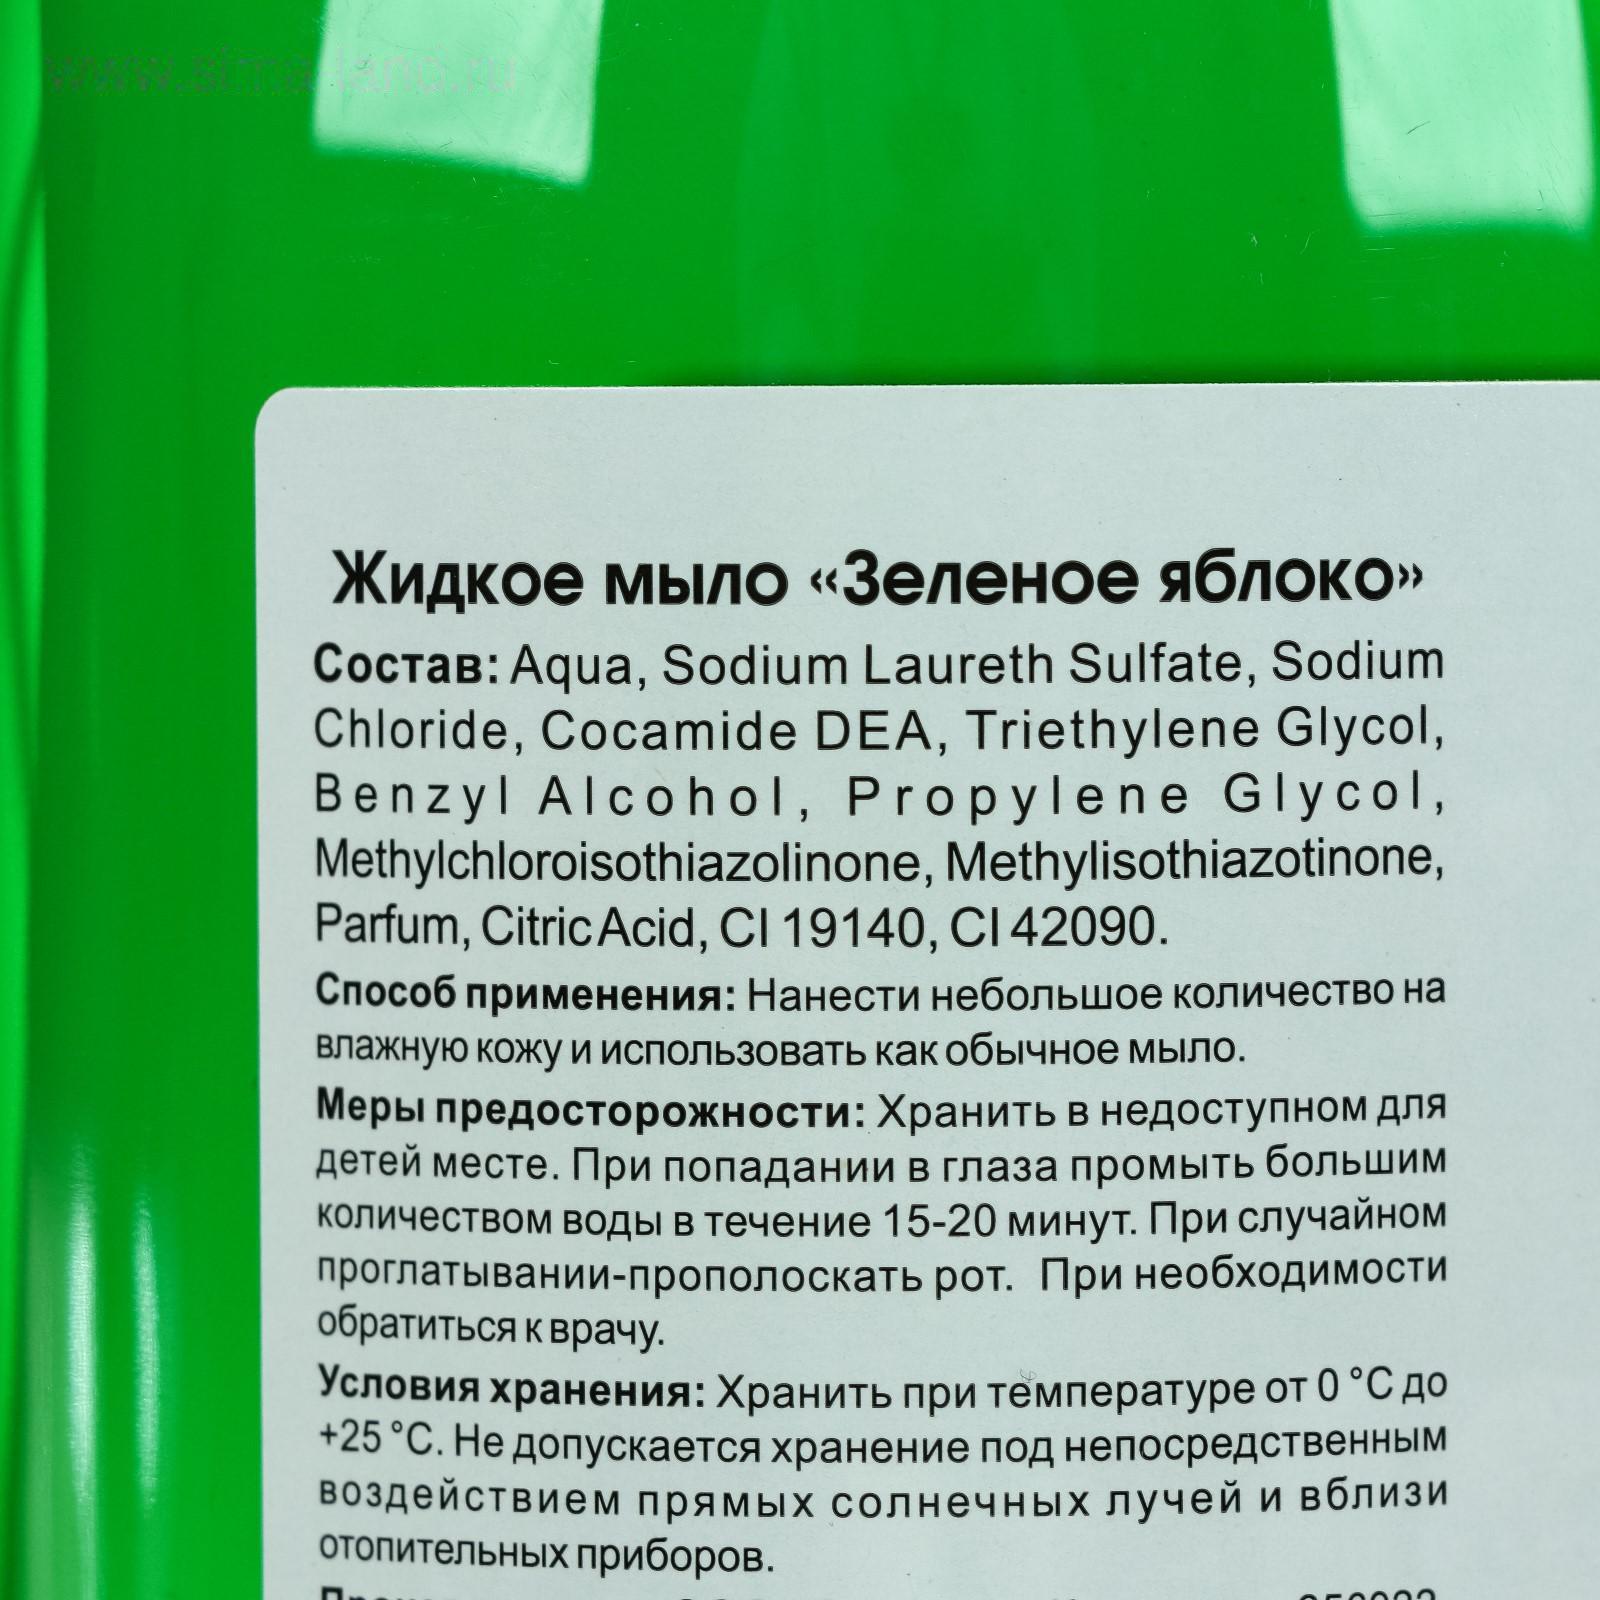 www.sima-land.ru
Жидкое мыло «Зеленое яблоко»
Состав: Aqua, Sodium Laureth Sulfate, Sodium
Chloride, Cocamide DEA, Triethylene Glycol,
Benzyl Alcohol, Propylene Glycol,
Methylchloroisothiazolinone, Methylisothiazotinone,
Parfum, Citric Acid, CI 19140, CI 42090.
Способ применения: Нанести небольшое количество на
влажную кожу и использовать как обычное мыло.
Меры предосторожности: Хранить в недоступном для
детей месте. При попадании в глаза промыть большим
количеством воды в течение 15-20 минут. При случайном
проглатывании-прополоскать рот. При необходимости
обратиться к врачу.
Условия хранения: Хранить при температуре от 0 °C до
+25 °C. Не допускается хранение под непосредственным
воздействием прямых солнечных лучей и вблизи
отопительных приборов.